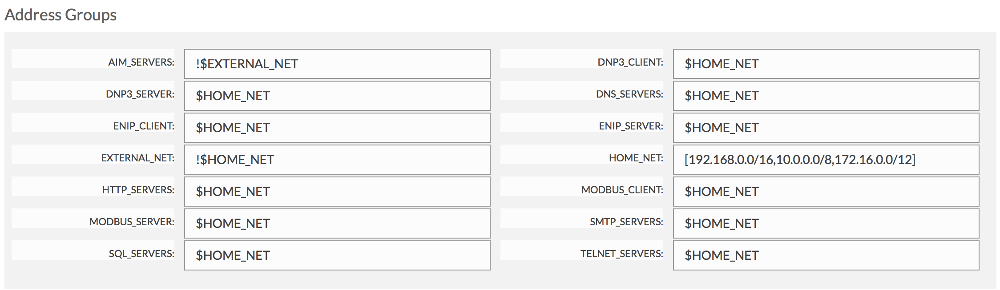 Address Groups
AIM_SERVERS: !$EXTERNAL_NET DNP3_CLIENT: $HOME_NET
DNP3_SERVER: $HOME_NET DNS_SERVERS: $HOME_NET
ENIP_CLIENT: $HOME_NET ENIP_SERVER: $HOME_NET
EXTERNAL_NET: !$HOME_NET HOME_NET: [192.168.0.0/16,10.0.0.0/8,172.16.0.0/12]
HTTP_SERVERS: $HOME_NET MODBUS_CLIENT: $HOME_NET
MODBUS_SERVER: $HOME_NET SMTP_SERVERS: $HOME_NET
SQL_SERVERS: $HOME_NET TELNET_SERVERS: $HOME_NET